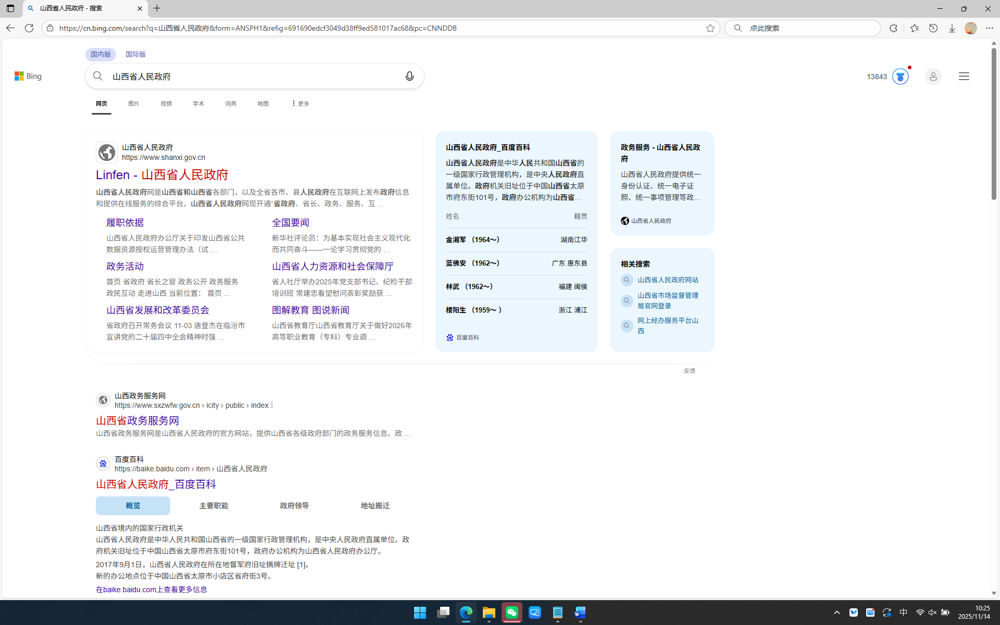 山西省人民政府 - 搜索
https://cn.bing.com/search?q=山西省人民政府&form=ANSPH1&refig=691690edcf3049d38ff9ed581017ac68&pc=CNNDDB
点此搜索
国内版 国际版
Bing
山西省人民政府
13843
网页 图片 视频 学术 词典 地图 更多
山西省人民政府
https://www.shanxi.gov.cn
Linfen - 山西省人民政府
山西省人民政府网是山西省和山西省各部门，以及全省各市、县人民政府在互联网上发布政府信息
和提供在线服务的综合平台。山西省人民政府网现开通“省政府、省长、政务、服务、互 ...
履职依据
山西省人民政府办公厅关于印发山西省公共
数据资源授权运营管理办法（试 ...
全国要闻
新华社评论员：为基本实现社会主义现代化
而共同奋斗——一论学习贯彻党的 ...
政务活动
首页 省政府 省长之窗 政务公开 政务服务
政民互动 走进山西 当前位置： 首页 ...
山西省人力资源和社会保障厅
省人社厅举办2025年党支部书记、纪检干部
培训班 常建忠看望慰问表彰奖励获 ...
山西省发展和改革委员会
省政府召开常务会议 11-03 唐登杰在临汾市
宣讲党的二十届四中全会精神时强 ...
图解教育 图说新闻
山西省教育厅山西省教育厅关于做好2026年
高等职业教育（专科）专业调 ...
山西省人民政府_百度百科
山西省人民政府是中华人民共和国山西省的
一级国家行政管理机构，是中央人民政府直
属单位。政府机关旧址位于中国山西省太原
市府东街101号，政府办公机构为山西省...
姓名 籍贯
金湘军 （1964～） 湖南江华
蓝佛安 （1962～） 广东 惠东县
林武 （1962～） 福建 闽侯
楼阳生 （1959～ ） 浙江 浦江
百度百科
政务服务 - 山西省人民政
府
山西省人民政府提供统一
身份认证、统一电子证
照、统一事项管理等政...
山西省人民政府
相关搜索
山西省人民政府网站
山西省市场监督管理
局官网登录
网上经办服务平台山
西
反馈
山西政务服务网
https://www.sxzwfw.gov.cn › icity › public › index
山西省政务服务网
山西省政务服务网是山西省人民政府的官方网站，提供山西省各级政府部门的政务服务信息、政 ...
百度百科
https://baike.baidu.com › item › 山西省人民政府
山西省人民政府_百度百科
概览 主要职能 政府领导 地址搬迁
山西省境内的国家行政机关
山西省人民政府是中华人民共和国山西省的一级国家行政管理机构，是中央人民政府直属单位。政
府机关旧址位于中国山西省太原市府东街101号，政府办公机构为山西省人民政府办公厅。
2017年9月1日，山西省人民政府在所在地督军府旧址摘牌迁址 [1]。
新的办公地点位于中国山西省太原市小店区省府街3号。
在baike.baidu.com上查看更多信息
中
10:25
2025/11/14